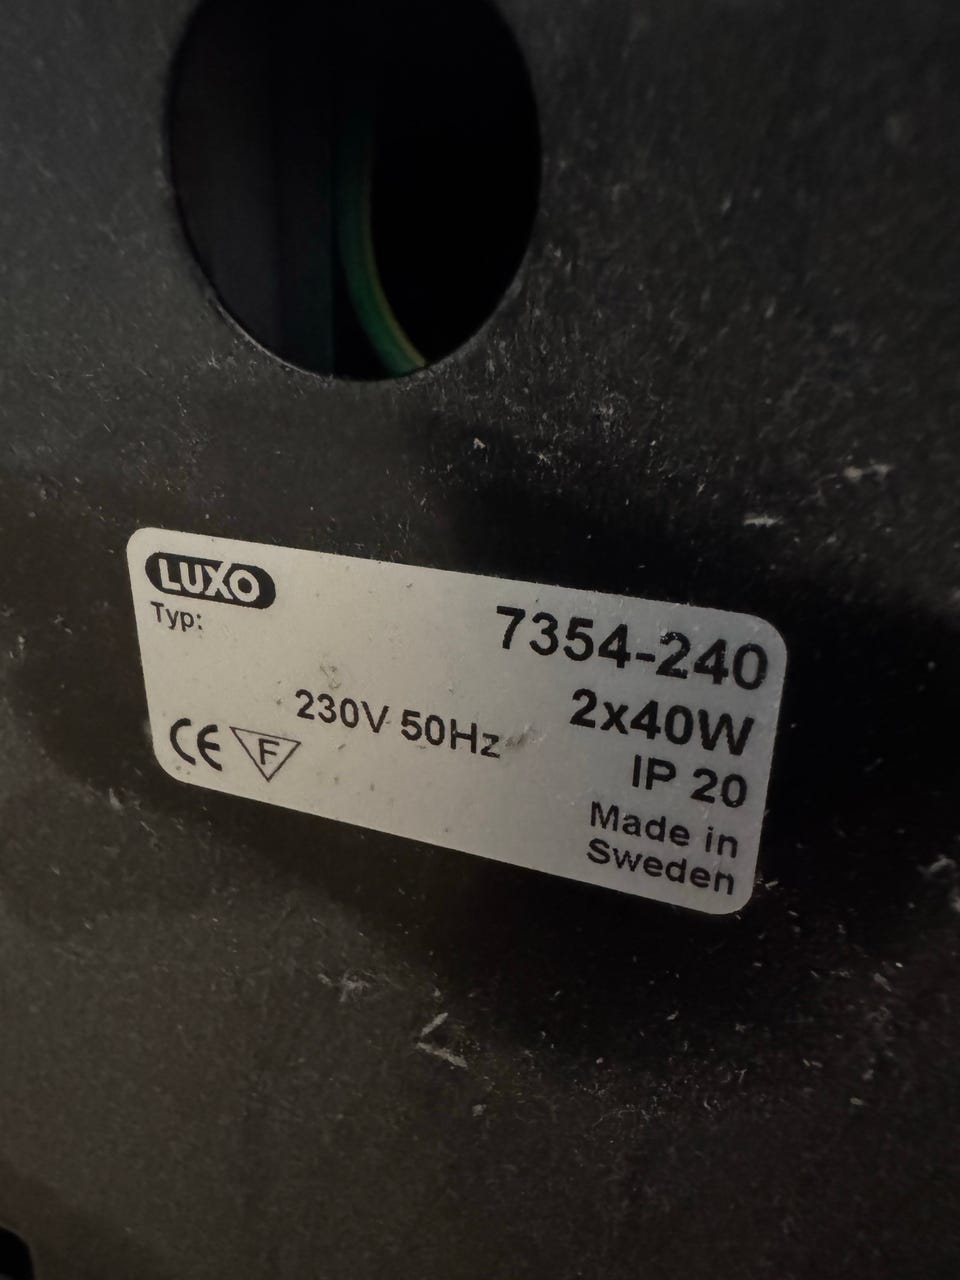 LUXO
Typ:
7354-240
2x40W
230V 50Hz
IP 20
CE F
Made in
Sweden